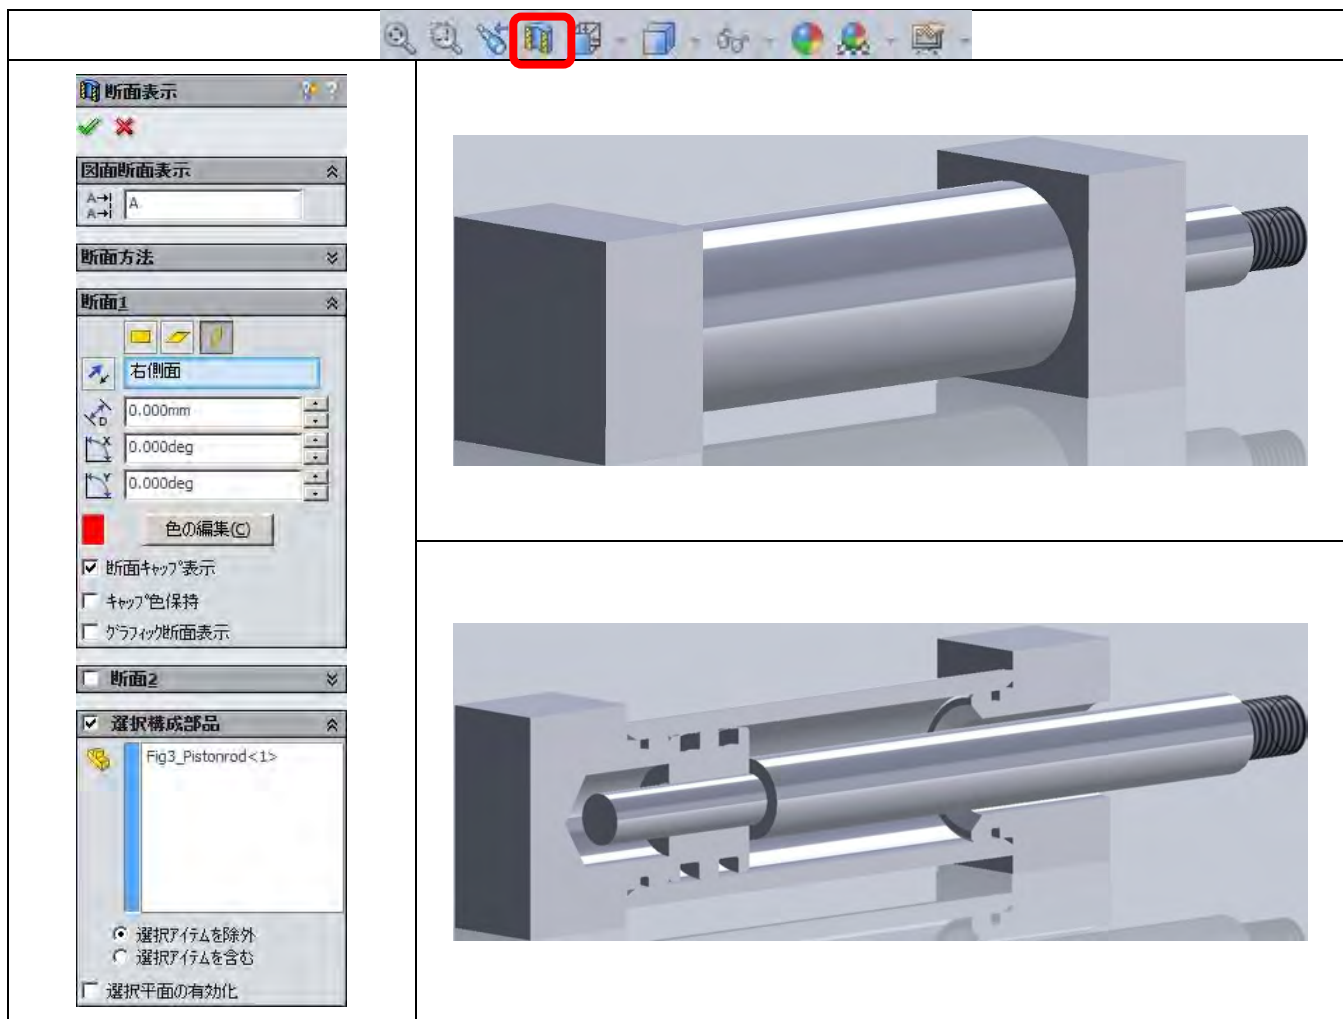 断面表示
図面断面表示
A
断面方法
断面1
右側面
0.000mm
0.000deg
0.000deg
色の編集(C)
断面ｷｬｯﾌﾟ表示
ｷｬｯﾌﾟ色保持
ｸﾞﾗﾌｨｯｸ断面表示
断面2
選択構成部品
Fig3_Pistonrod<1>
選択ｱｲﾃﾑを除外
選択ｱｲﾃﾑを含む
選択平面の有効化